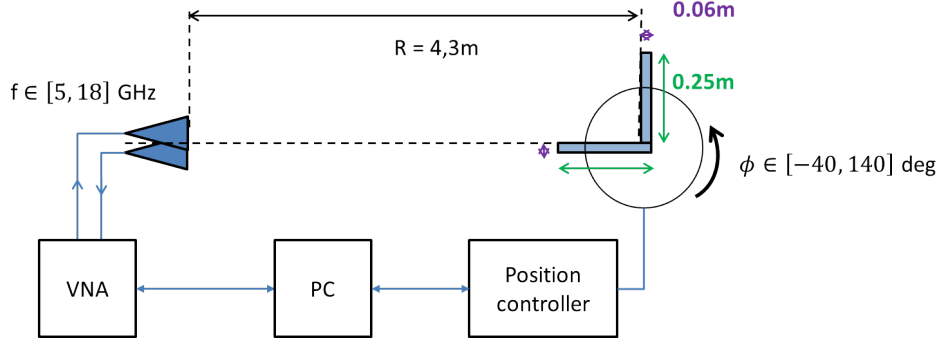 0.06m
R = 4,3m
0.25m
f ∈ [5, 18] GHz
ϕ ∈ [−40, 140] deg
VNA
PC
Position
controller